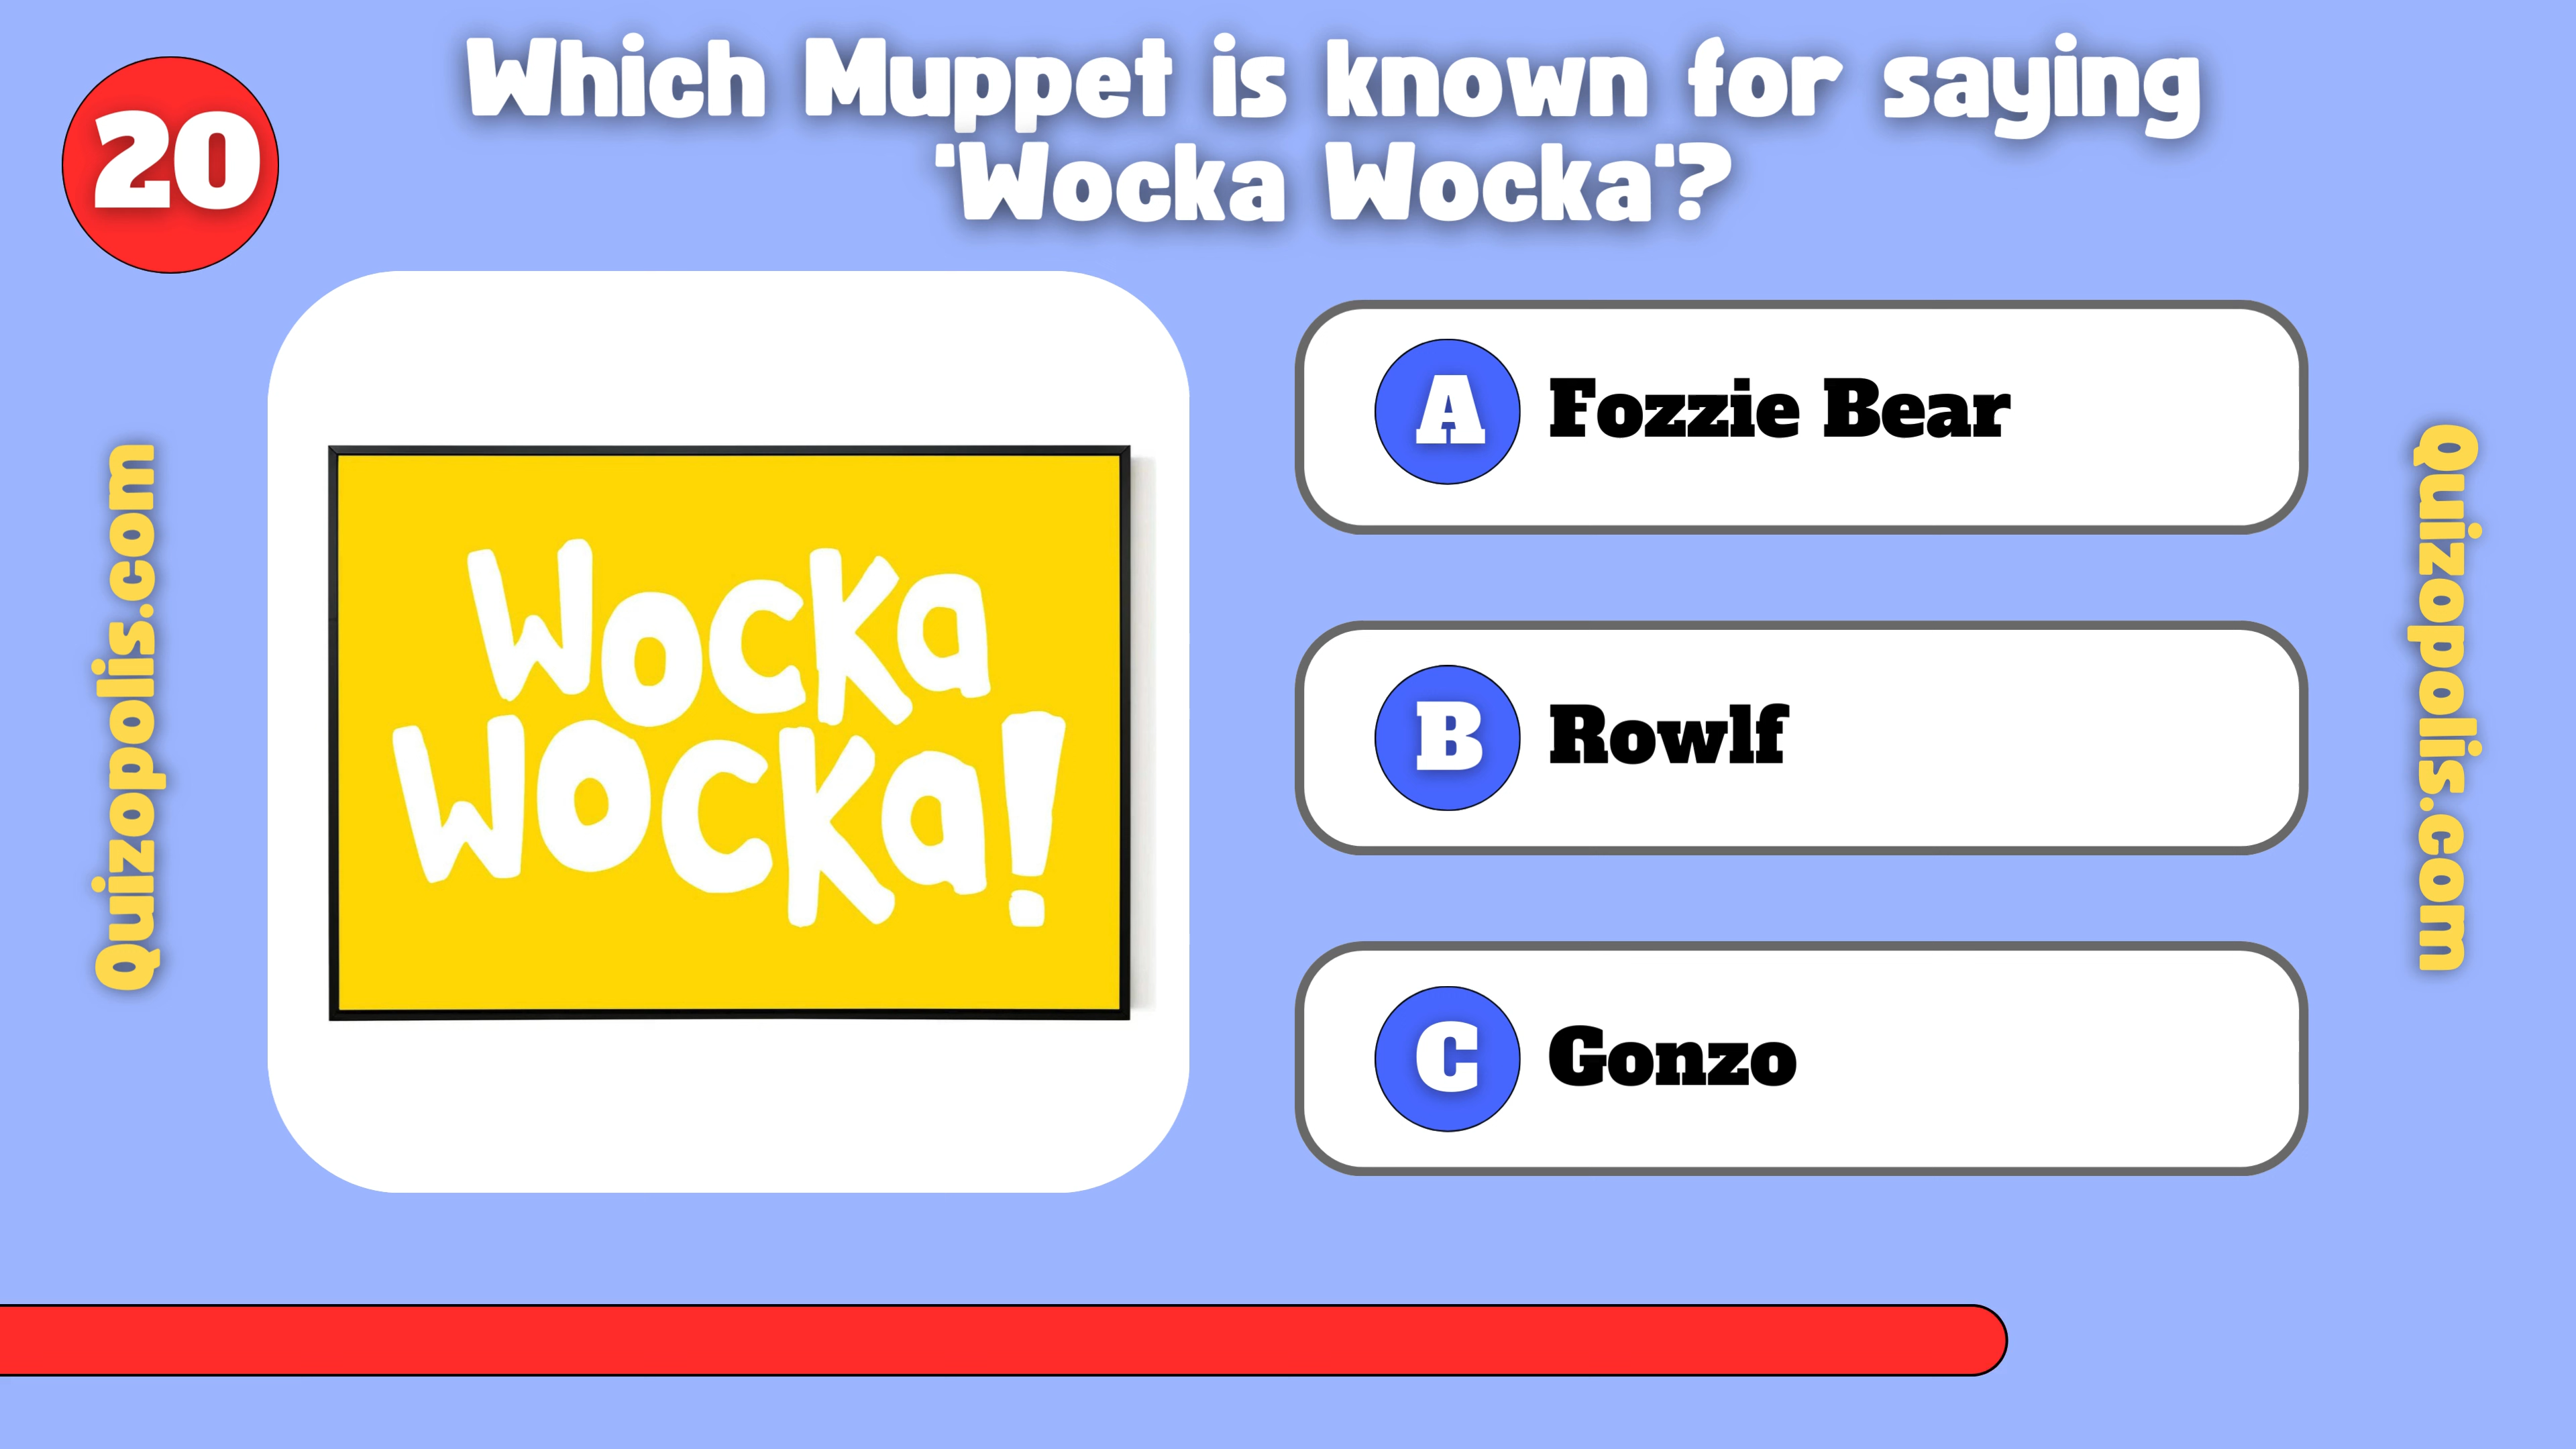 20
Which Muppet is known for saying
'Wocka Wocka'?
Quizopolis.com
Wocka
Wocka!
A Fozzie Bear
B Rowlf
C Gonzo
Quizopolis.com